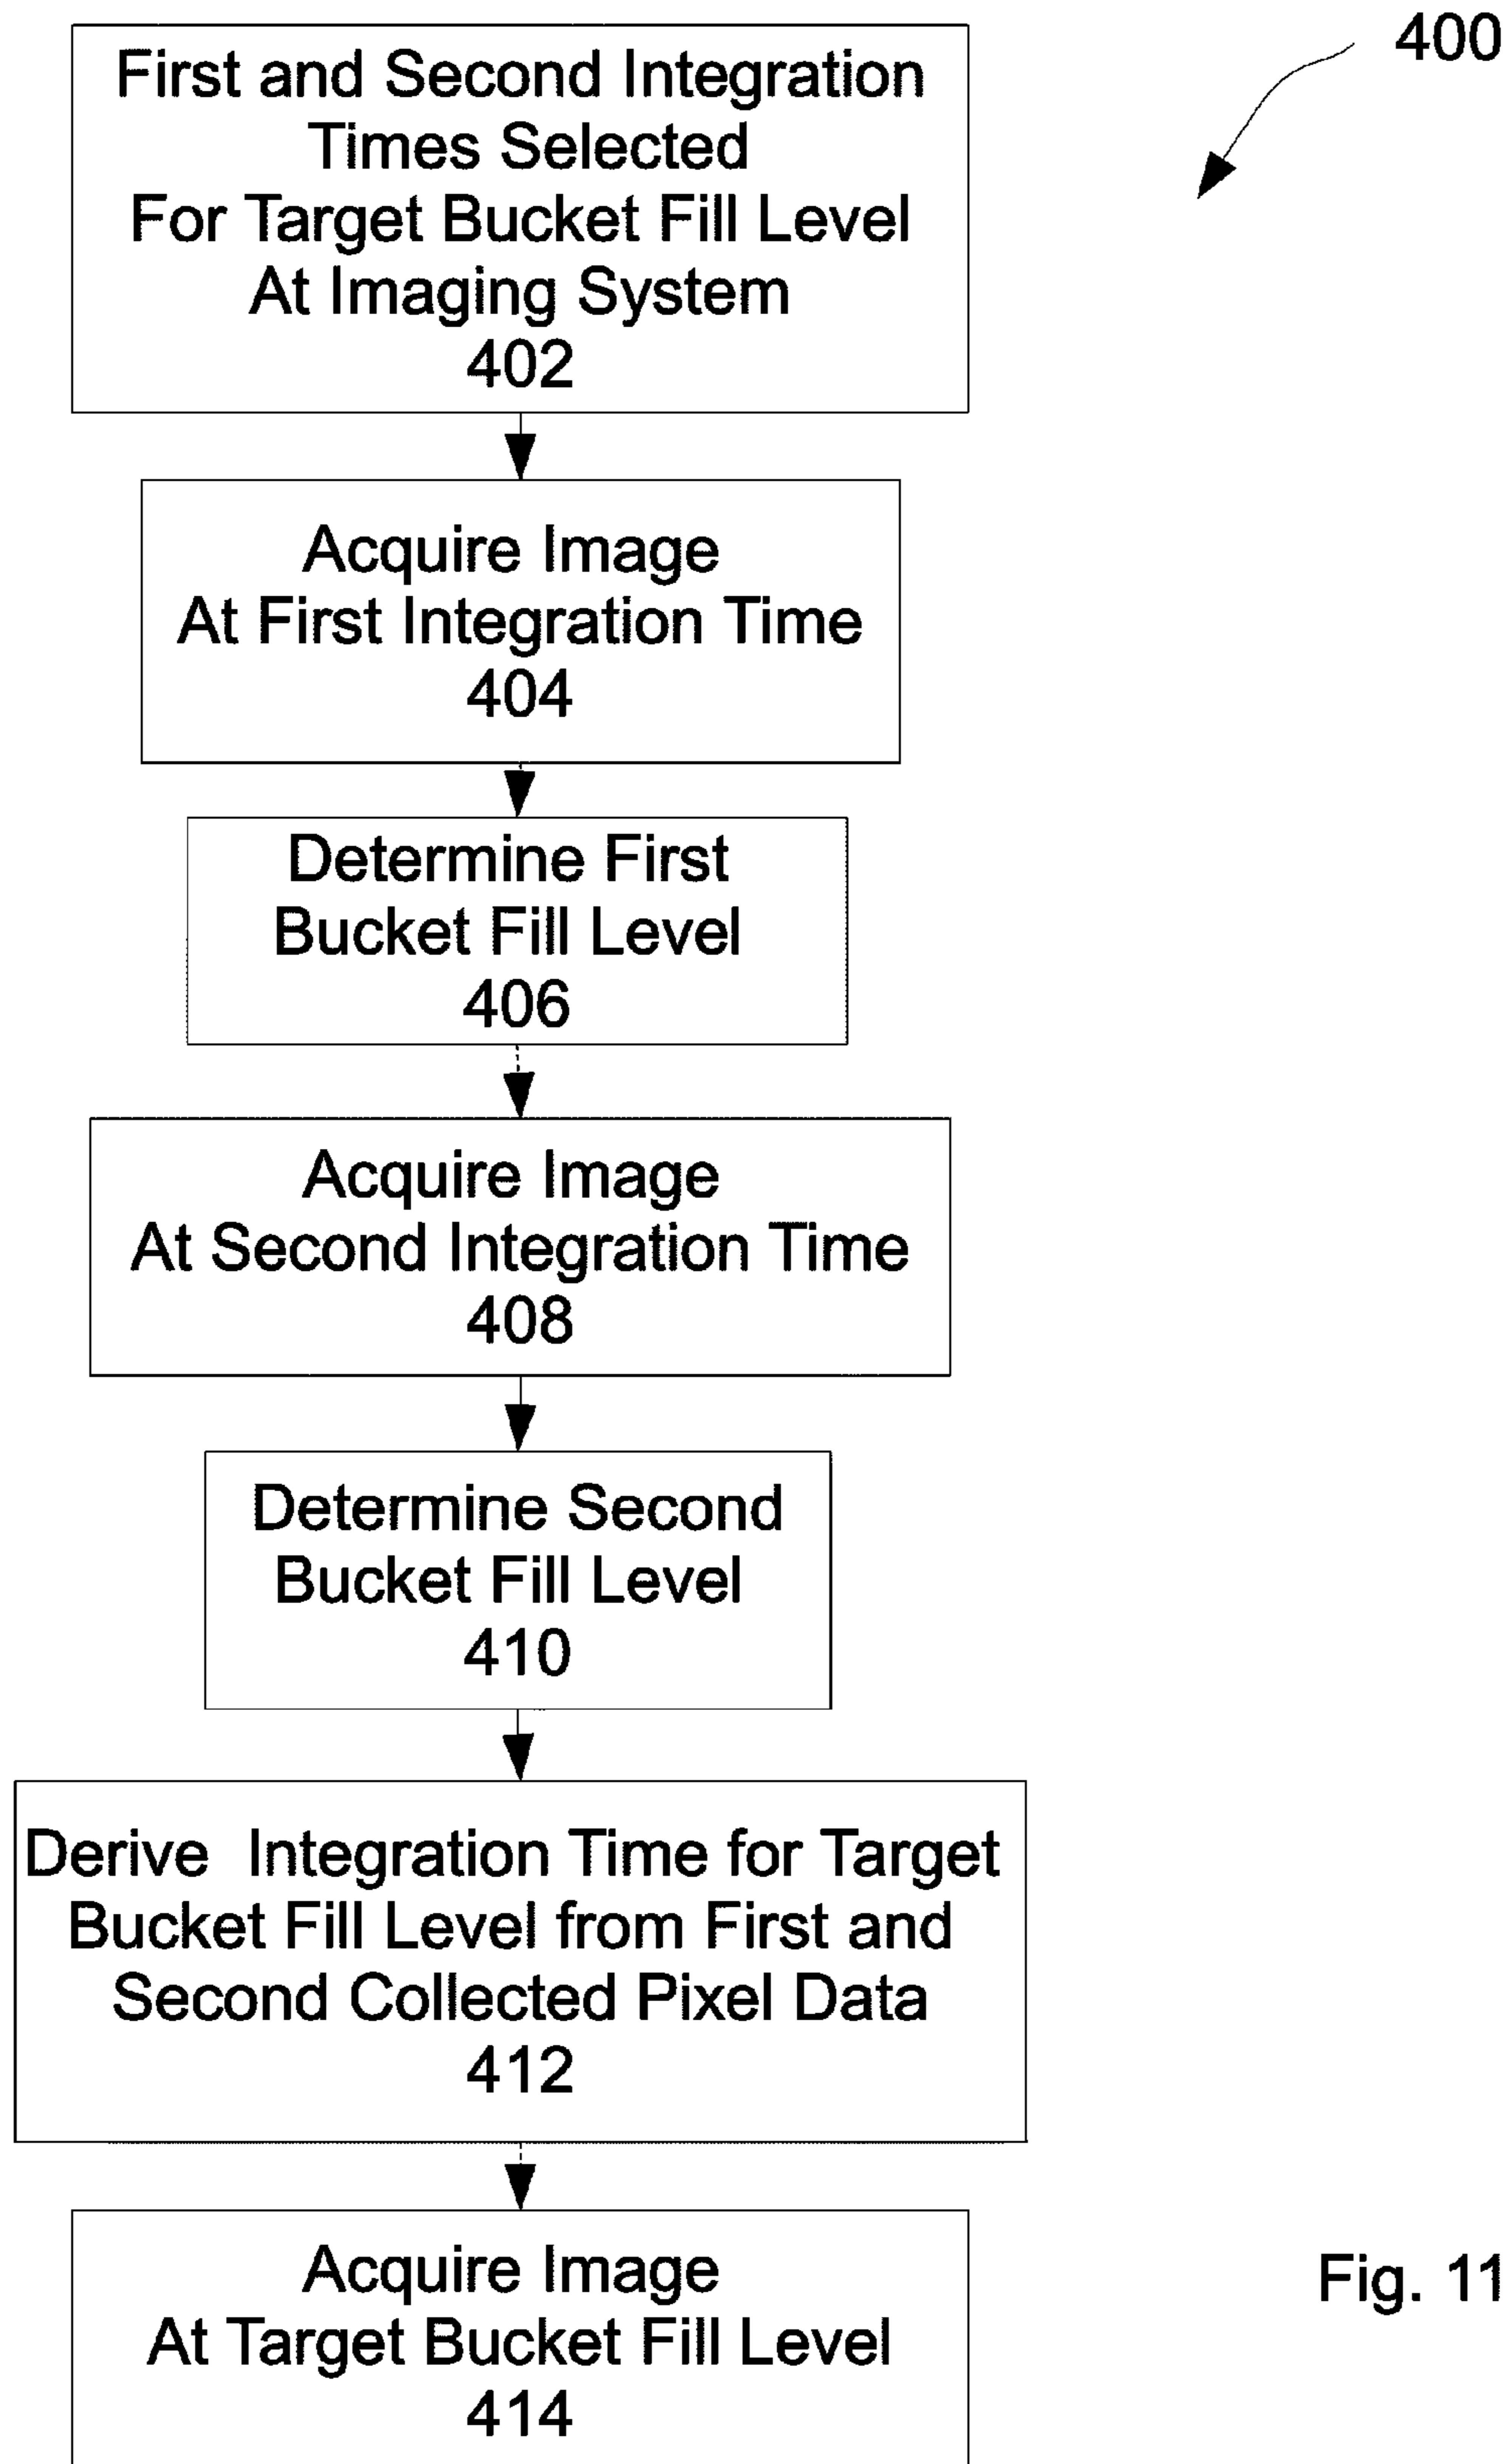 400
First and Second Integration
Times Selected
For Target Bucket Fill Level
At Imaging System
402
Acquire Image
At First Integration Time
404
Determine First
Bucket Fill Level
406
Acquire Image
At Second Integration Time
408
Determine Second
Bucket Fill Level
410
Derive Integration Time for Target
Bucket Fill Level from First and
Second Collected Pixel Data
412
Acquire Image
At Target Bucket Fill Level
414
Fig. 11